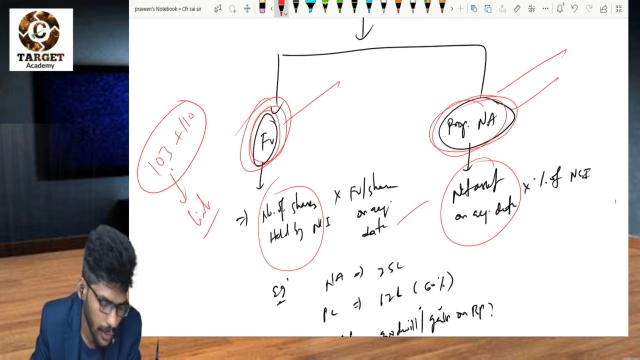 praveen's Notebook • Cfr sai sir
C
TARGET
Academy
103 + 110
FV
Prop. NA
⇒ No. of shares Held by NCI × FV/share on acq. date
Net asset on acq. date × % of NCI
Eg
NA ⇒ 25L
PC ⇒ 12L (60%)
goodwill / gain on BP?